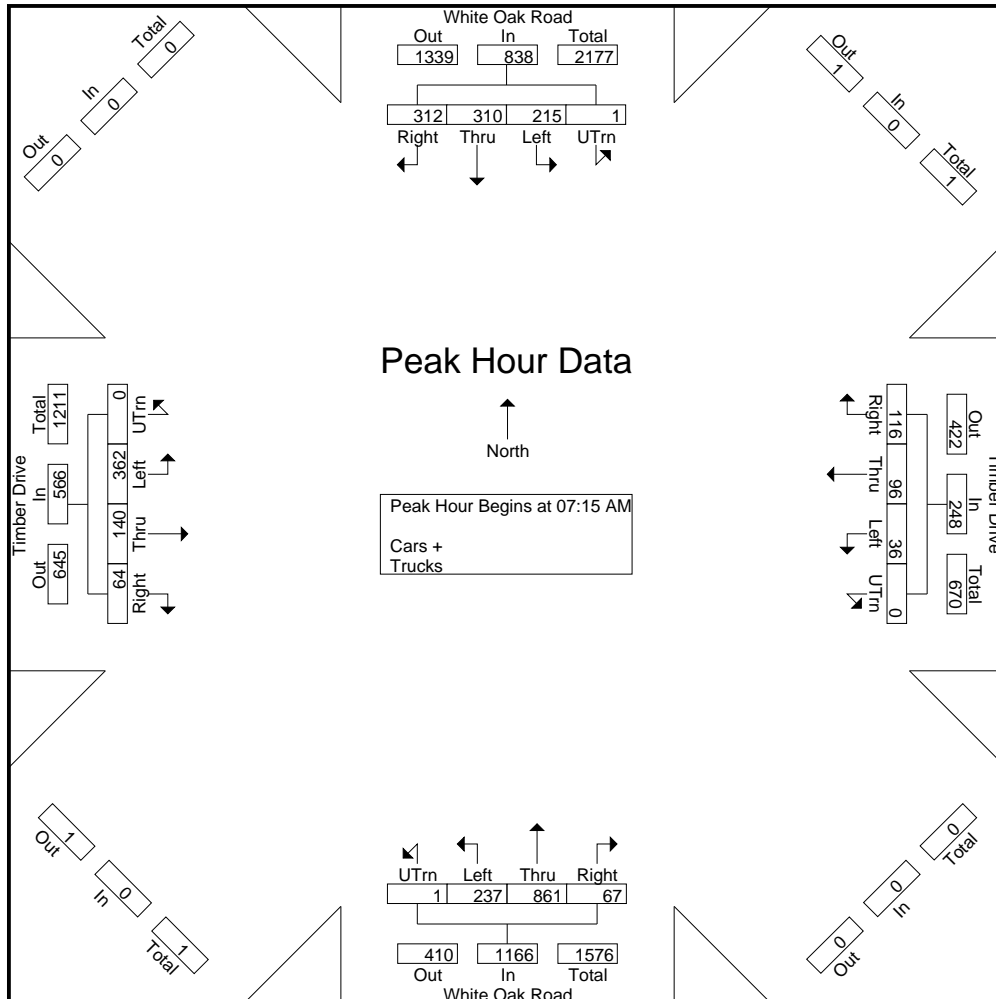 White Oak Road
Out In Total
1339 838 2177
312 310 215 1
Right Thru Left UTrn
Total
0
In
0
Out
0
Out
1
In
0
Total
1
Peak Hour Data
North
Peak Hour Begins at 07:15 AM
Cars +
Trucks
Timber Drive
Out In Total
645 566 1211
64 140 362 0
Right Thru Left UTrn
Timber Drive
Out In Total
422 248 670
116 96 36 0
Right Thru Left UTrn
Out
1
In
0
Total
1
Total
0
In
0
Out
0
UTrn Left Thru Right
1 237 861 67
410 1166 1576
Out In Total
White Oak Road